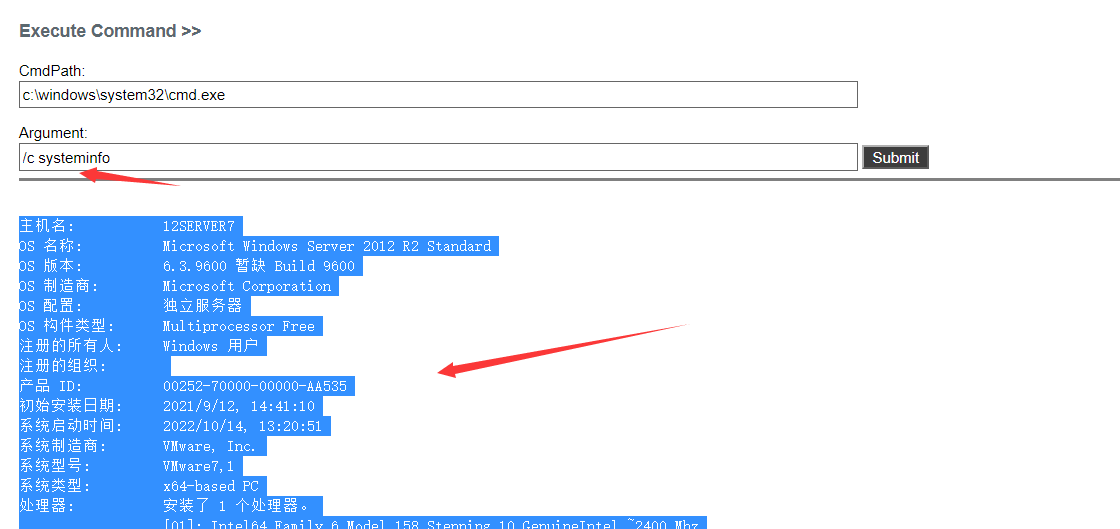 Execute Command >>
CmdPath:
c:\windows\system32\cmd.exe
Argument:
/c systeminfo
Submit
主机名: 12SERVER7
OS 名称: Microsoft Windows Server 2012 R2 Standard
OS 版本: 6.3.9600 暂缺 Build 9600
OS 制造商: Microsoft Corporation
OS 配置: 独立服务器
OS 构件类型: Multiprocessor Free
注册的所有人: Windows 用户
注册的组织:
产品 ID: 00252-70000-00000-AA535
初始安装日期: 2021/9/12, 14:41:10
系统启动时间: 2022/10/14, 13:20:51
系统制造商: VMware, Inc.
系统型号: VMware7,1
系统类型: x64-based PC
处理器: 安装了 1 个处理器。
[01]: Intel64 Family 6 Model 158 Stepping 10 GenuineIntel ~2400 Mhz